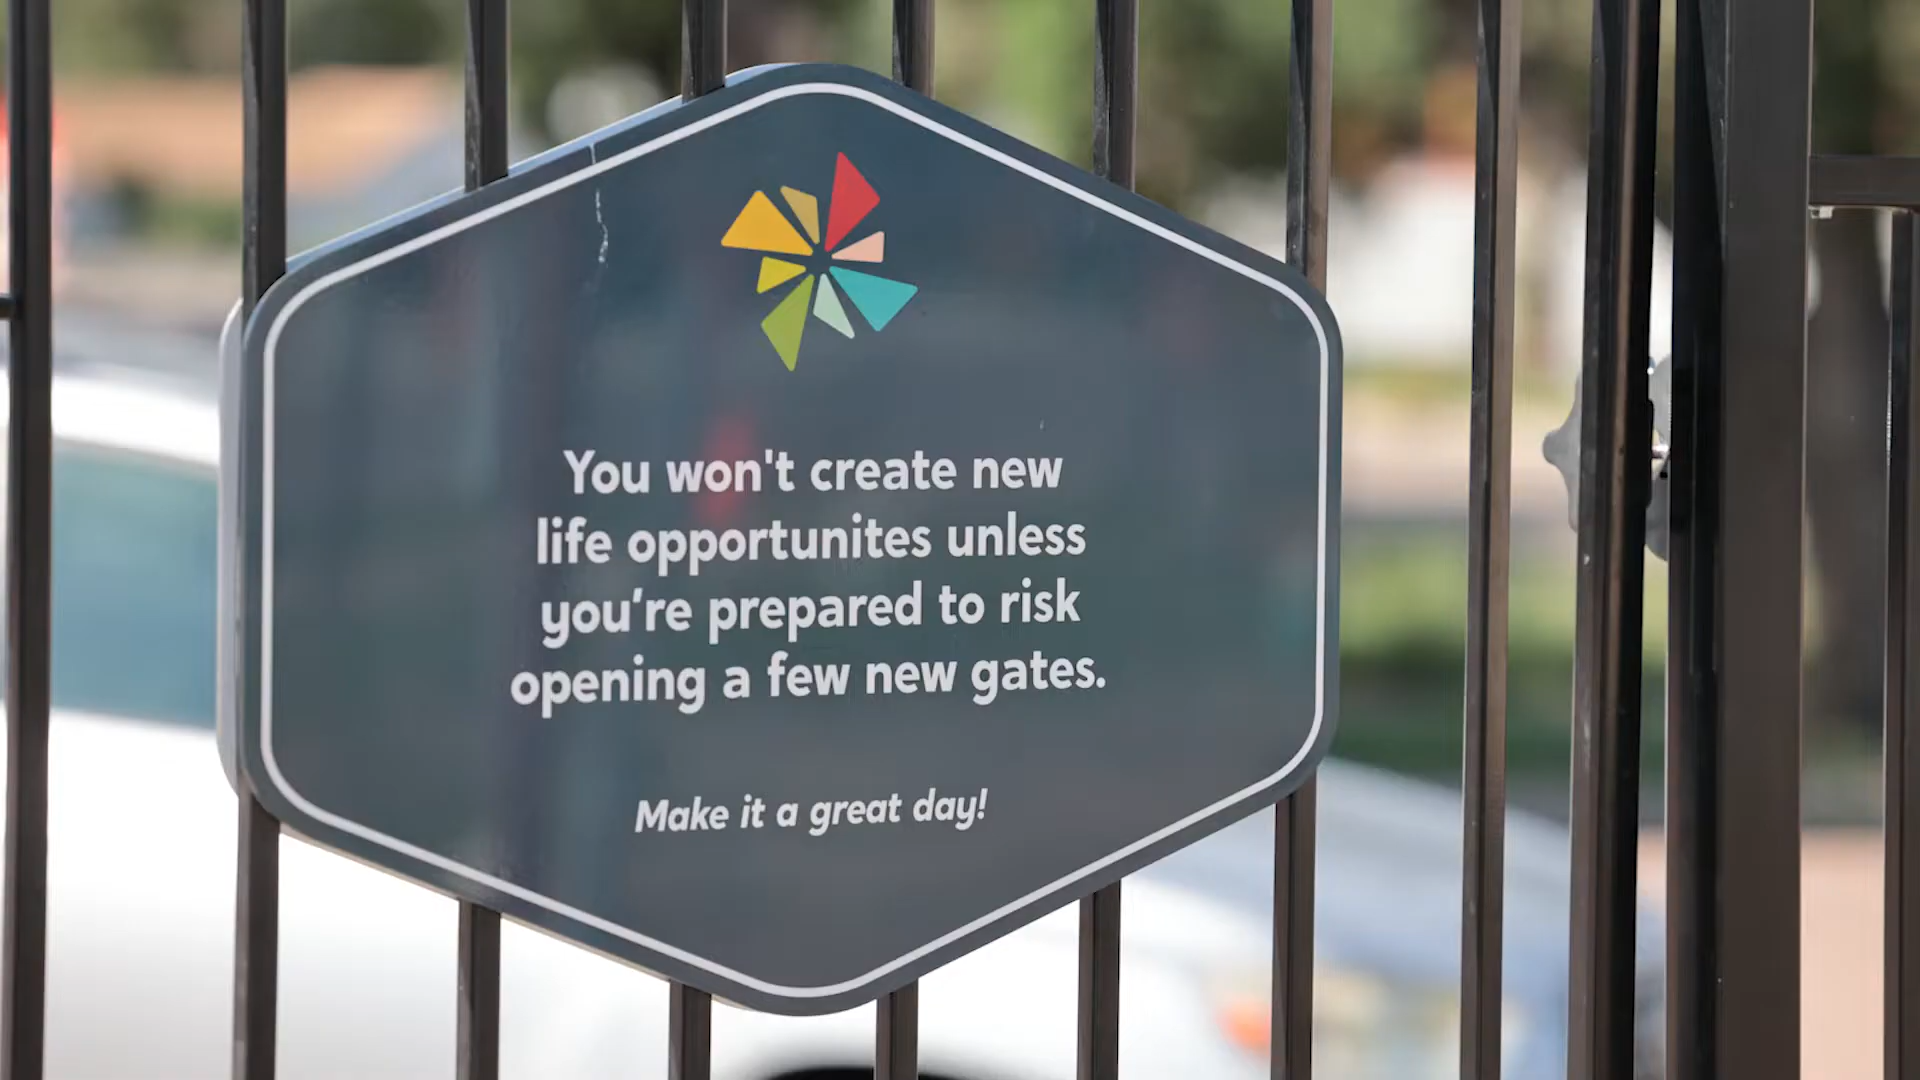 You won't create new
life opportunites unless
you’re prepared to risk
opening a few new gates.
Make it a great day!